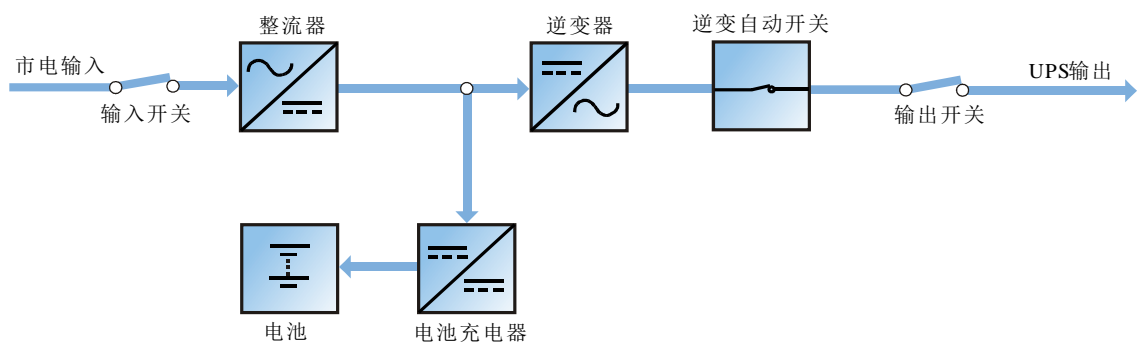 整流器
逆变器
逆变自动开关
市电输入
UPS输出
输入开关
输出开关
电池
电池充电器